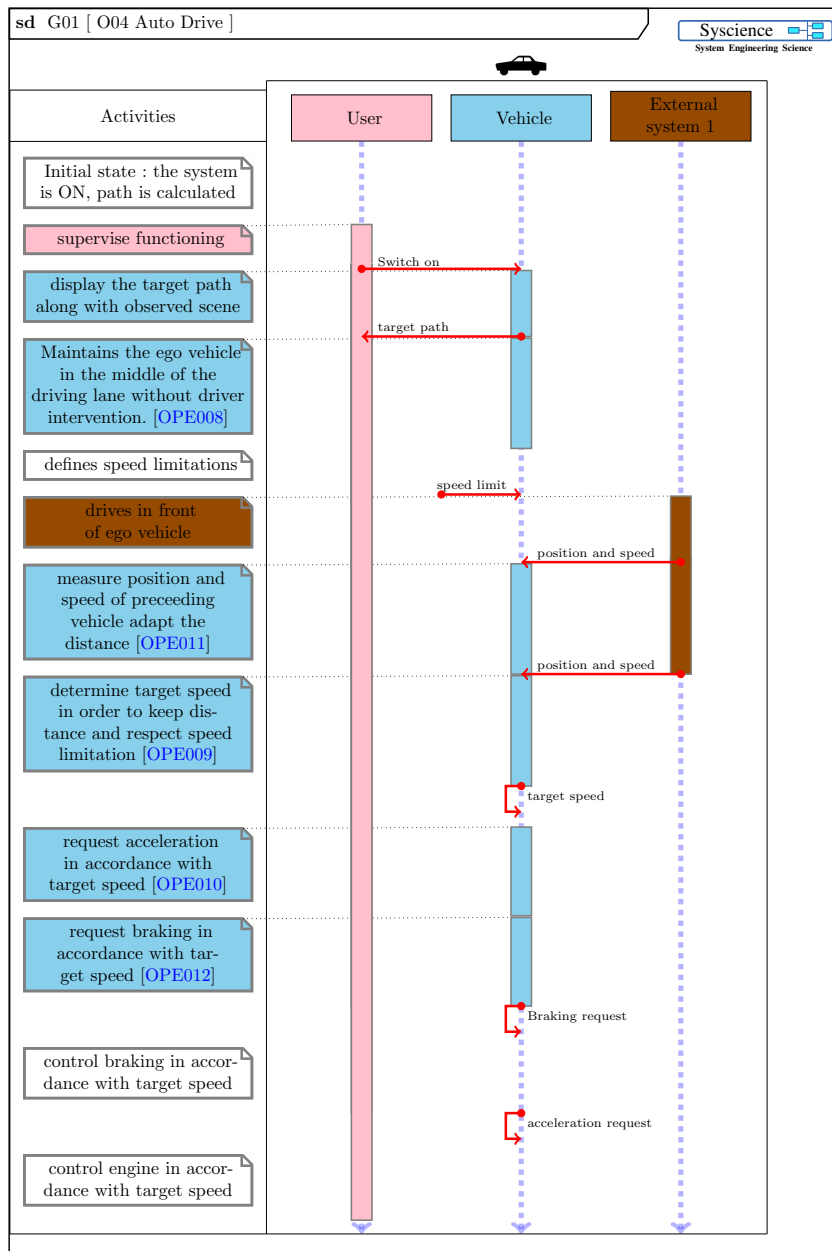 sd G01 [ O04 Auto Drive ]
Syscience
System Engineering Science
Activities
User
Vehicle
External
system 1
Initial state : the system
is ON, path is calculated
supervise functioning
Switch on
display the target path
along with observed scene
target path
Maintains the ego vehicle
in the middle of the
driving lane without driver
intervention. [OPE008]
defines speed limitations
speed limit
drives in front
of ego vehicle
position and speed
measure position and
speed of preceeding
vehicle adapt the
distance [OPE011]
position and speed
determine target speed
in order to keep dis-
tance and respect speed
limitation [OPE009]
target speed
request acceleration
in accordance with
target speed [OPE010]
request braking in
accordance with tar-
get speed [OPE012]
Braking request
control braking in accor-
dance with target speed
acceleration request
control engine in accor-
dance with target speed